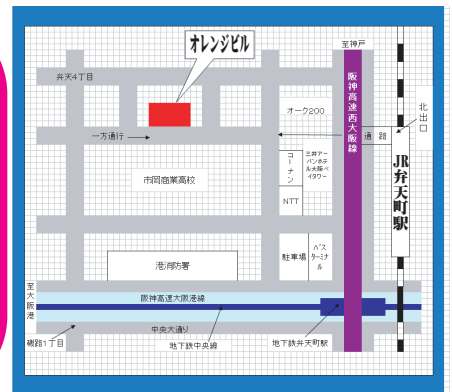 オレンジビル
至神戸
弁天4丁目
阪神高速西大阪線
オーク200
北出口
一方通行
通路
JR弁天町駅
コーナン
三井アー
バンホテ
ル大阪ベ
イタワー
市岡商業高校
NTT
駐車場
バス
ターミナ
ル
港消防署
至大阪港
阪神高速大阪港線
中央大通り
磯路1丁目
地下鉄中央線
地下鉄弁天町駅